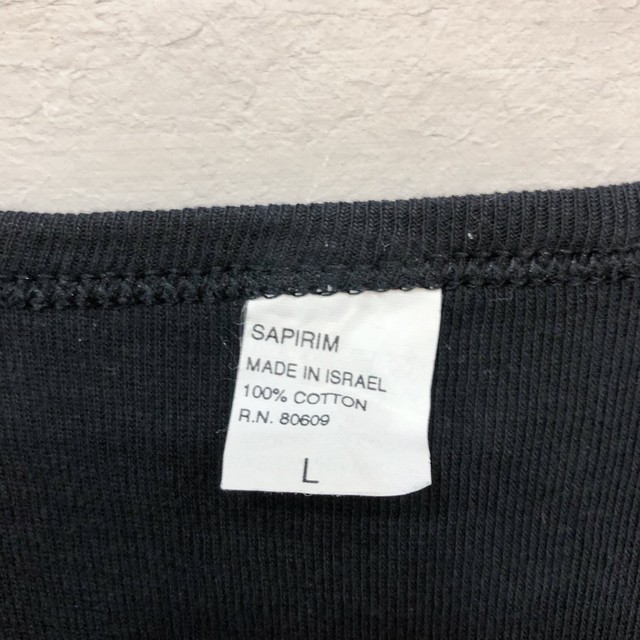 SAPIRIM
MADE IN ISRAEL
100% COTTON
R.N. 80609
L